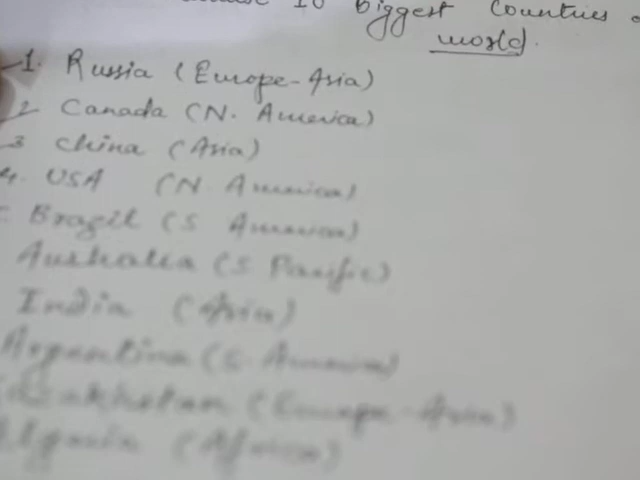 10 Biggest Countries
world.
1. Russia (Europe-Asia)
2 Canada (N. America)
3 China (Asia)
4. USA (N. America)
Brazil (S America)
Australia (S Pacific)
India (Asia)
Argentina (S. America)
(Europe-Asia)
(Africa)